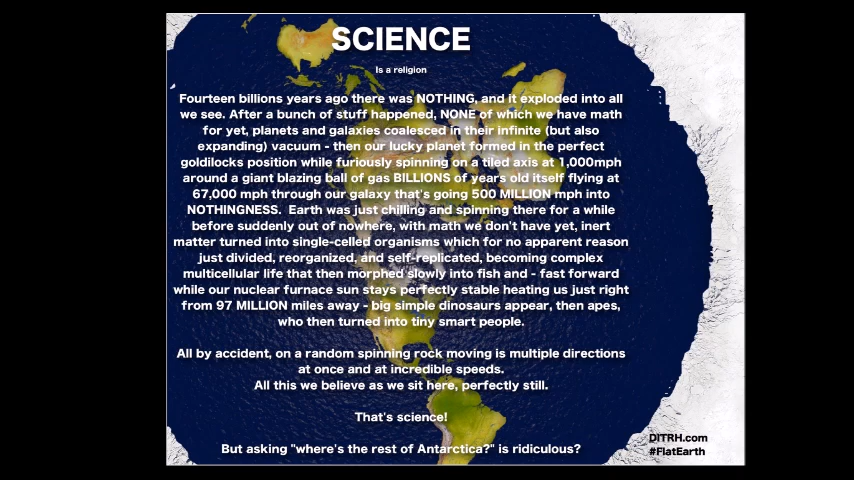 SCIENCE
Is a religion
Fourteen billions years ago there was NOTHING, and it exploded into all
we see. After a bunch of stuff happened, NONE of which we have math
for yet, planets and galaxies coalesced in their infinite (but also
expanding) vacuum - then our lucky planet formed in the perfect
goldilocks position while furiously spinning on a tiled axis at 1,000mph
around a giant blazing ball of gas BILLIONS of years old itself flying at
67,000 mph through our galaxy that's going 500 MILLION mph into
NOTHINGNESS. Earth was just chilling and spinning there for a while
before suddenly out of nowhere, with math we don't have yet, inert
matter turned into single-celled organisms which for no apparent reason
just divided, reorganized, and self-replicated, becoming complex
multicellular life that then morphed slowly into fish and - fast forward
while our nuclear furnace sun stays perfectly stable heating us just right
from 97 MILLION miles away - big simple dinosaurs appear, then apes,
who then turned into tiny smart people.
All by accident, on a random spinning rock moving is multiple directions
at once and at incredible speeds.
All this we believe as we sit here, perfectly still.
That's science!
But asking "where's the rest of Antarctica?" is ridiculous?
DITRH.com
#FlatEarth